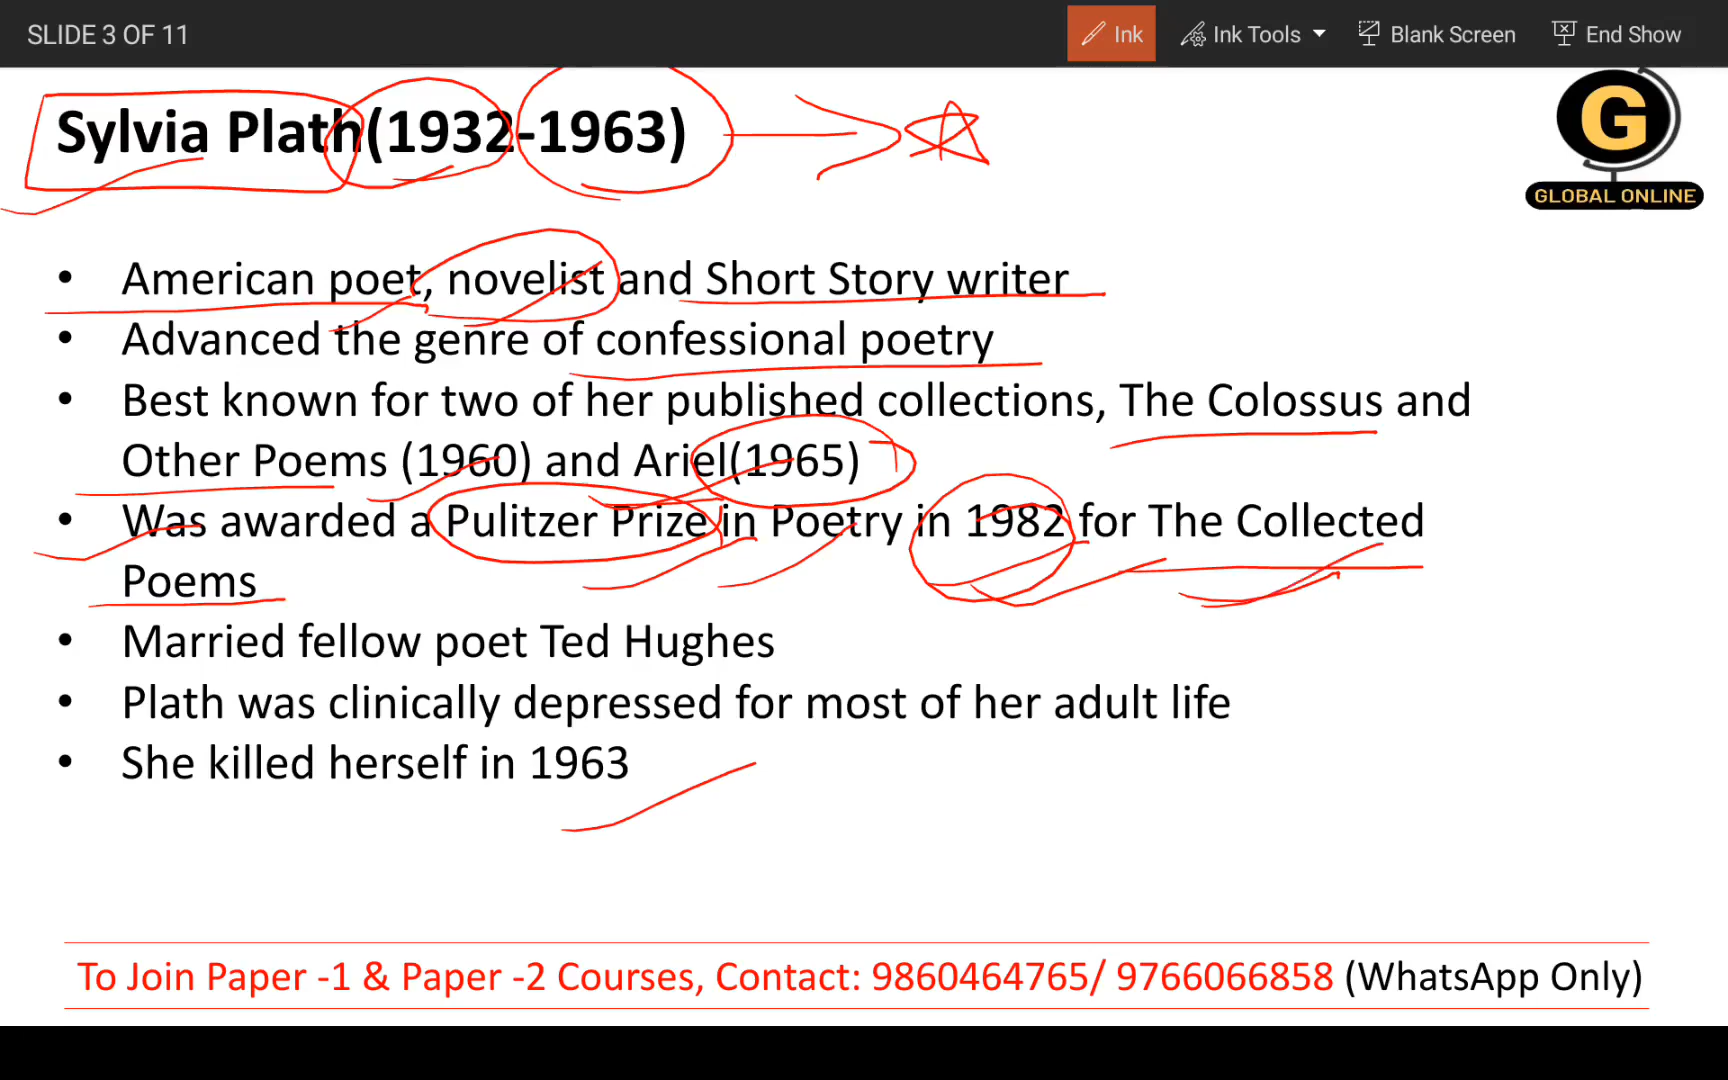 SLIDE 3 OF 11
Ink
Ink Tools
Blank Screen
End Show
Sylvia Plath(1932-1963)
G
GLOBAL ONLINE
• American poet, novelist and Short Story writer
• Advanced the genre of confessional poetry
• Best known for two of her published collections, The Colossus and
Other Poems (1960) and Ariel(1965)
• Was awarded a Pulitzer Prize in Poetry in 1982 for The Collected
Poems
• Married fellow poet Ted Hughes
• Plath was clinically depressed for most of her adult life
• She killed herself in 1963
To Join Paper -1 & Paper -2 Courses, Contact: 9860464765/ 9766066858 (WhatsApp Only)